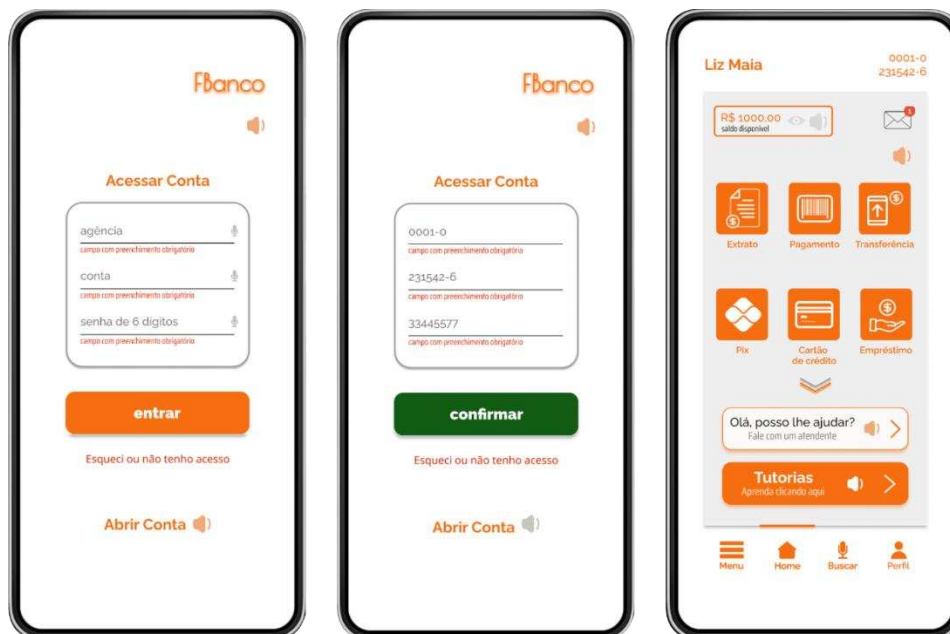 FBanco
Acessar Conta
agência
campo com preenchimento obrigatório
conta
campo com preenchimento obrigatório
senha de 6 dígitos
campo com preenchimento obrigatório
entrar
Esqueci ou não tenho acesso
Abrir Conta
FBanco
Acessar Conta
0001-0
campo com preenchimento obrigatório
231542-6
campo com preenchimento obrigatório
33445577
campo com preenchimento obrigatório
confirmar
Esqueci ou não tenho acesso
Abrir Conta
Liz Maia
0001-0
231542-6
R$ 1000,00
saldo disponível
1
Extrato
Pagamento
Transferência
Pix
Cartão
de crédito
Empréstimo
Olá, posso lhe ajudar?
Fale com um atendente
Tutorias
Aprenda clicando aqui
Menu
Home
Buscar
Perfil